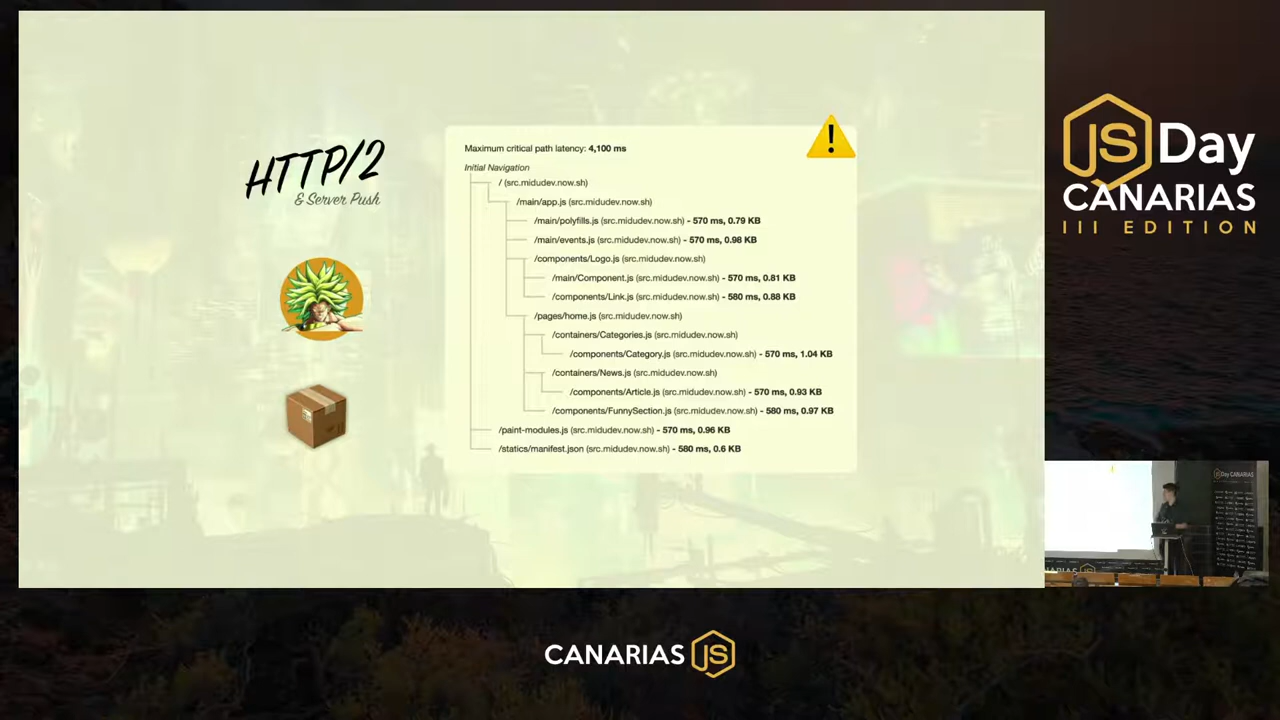 HTTP/2
& Server Push
Maximum critical path latency: 4,100 ms
Initial Navigation
/ (src.midudev.now.sh)
/main/app.js (src.midudev.now.sh)
/main/polyfills.js (src.midudev.now.sh) - 570 ms, 0.79 KB
/main/events.js (src.midudev.now.sh) - 570 ms, 0.98 KB
/components/Logo.js (src.midudev.now.sh)
/main/Component.js (src.midudev.now.sh) - 570 ms, 0.81 KB
/components/Link.js (src.midudev.now.sh) - 580 ms, 0.88 KB
/pages/home.js (src.midudev.now.sh)
/containers/Categories.js (src.midudev.now.sh)
/components/Category.js (src.midudev.now.sh) - 570 ms, 1.04 KB
/containers/News.js (src.midudev.now.sh)
/components/Article.js (src.midudev.now.sh) - 570 ms, 0.93 KB
/components/FunnySection.js (src.midudev.now.sh) - 580 ms, 0.97 KB
/paint-modules.js (src.midudev.now.sh) - 570 ms, 0.96 KB
/statics/manifest.json (src.midudev.now.sh) - 580 ms, 0.6 KB
JS Day
CANARIAS
III EDITION
JS Day CANARIAS
CANARIAS JS